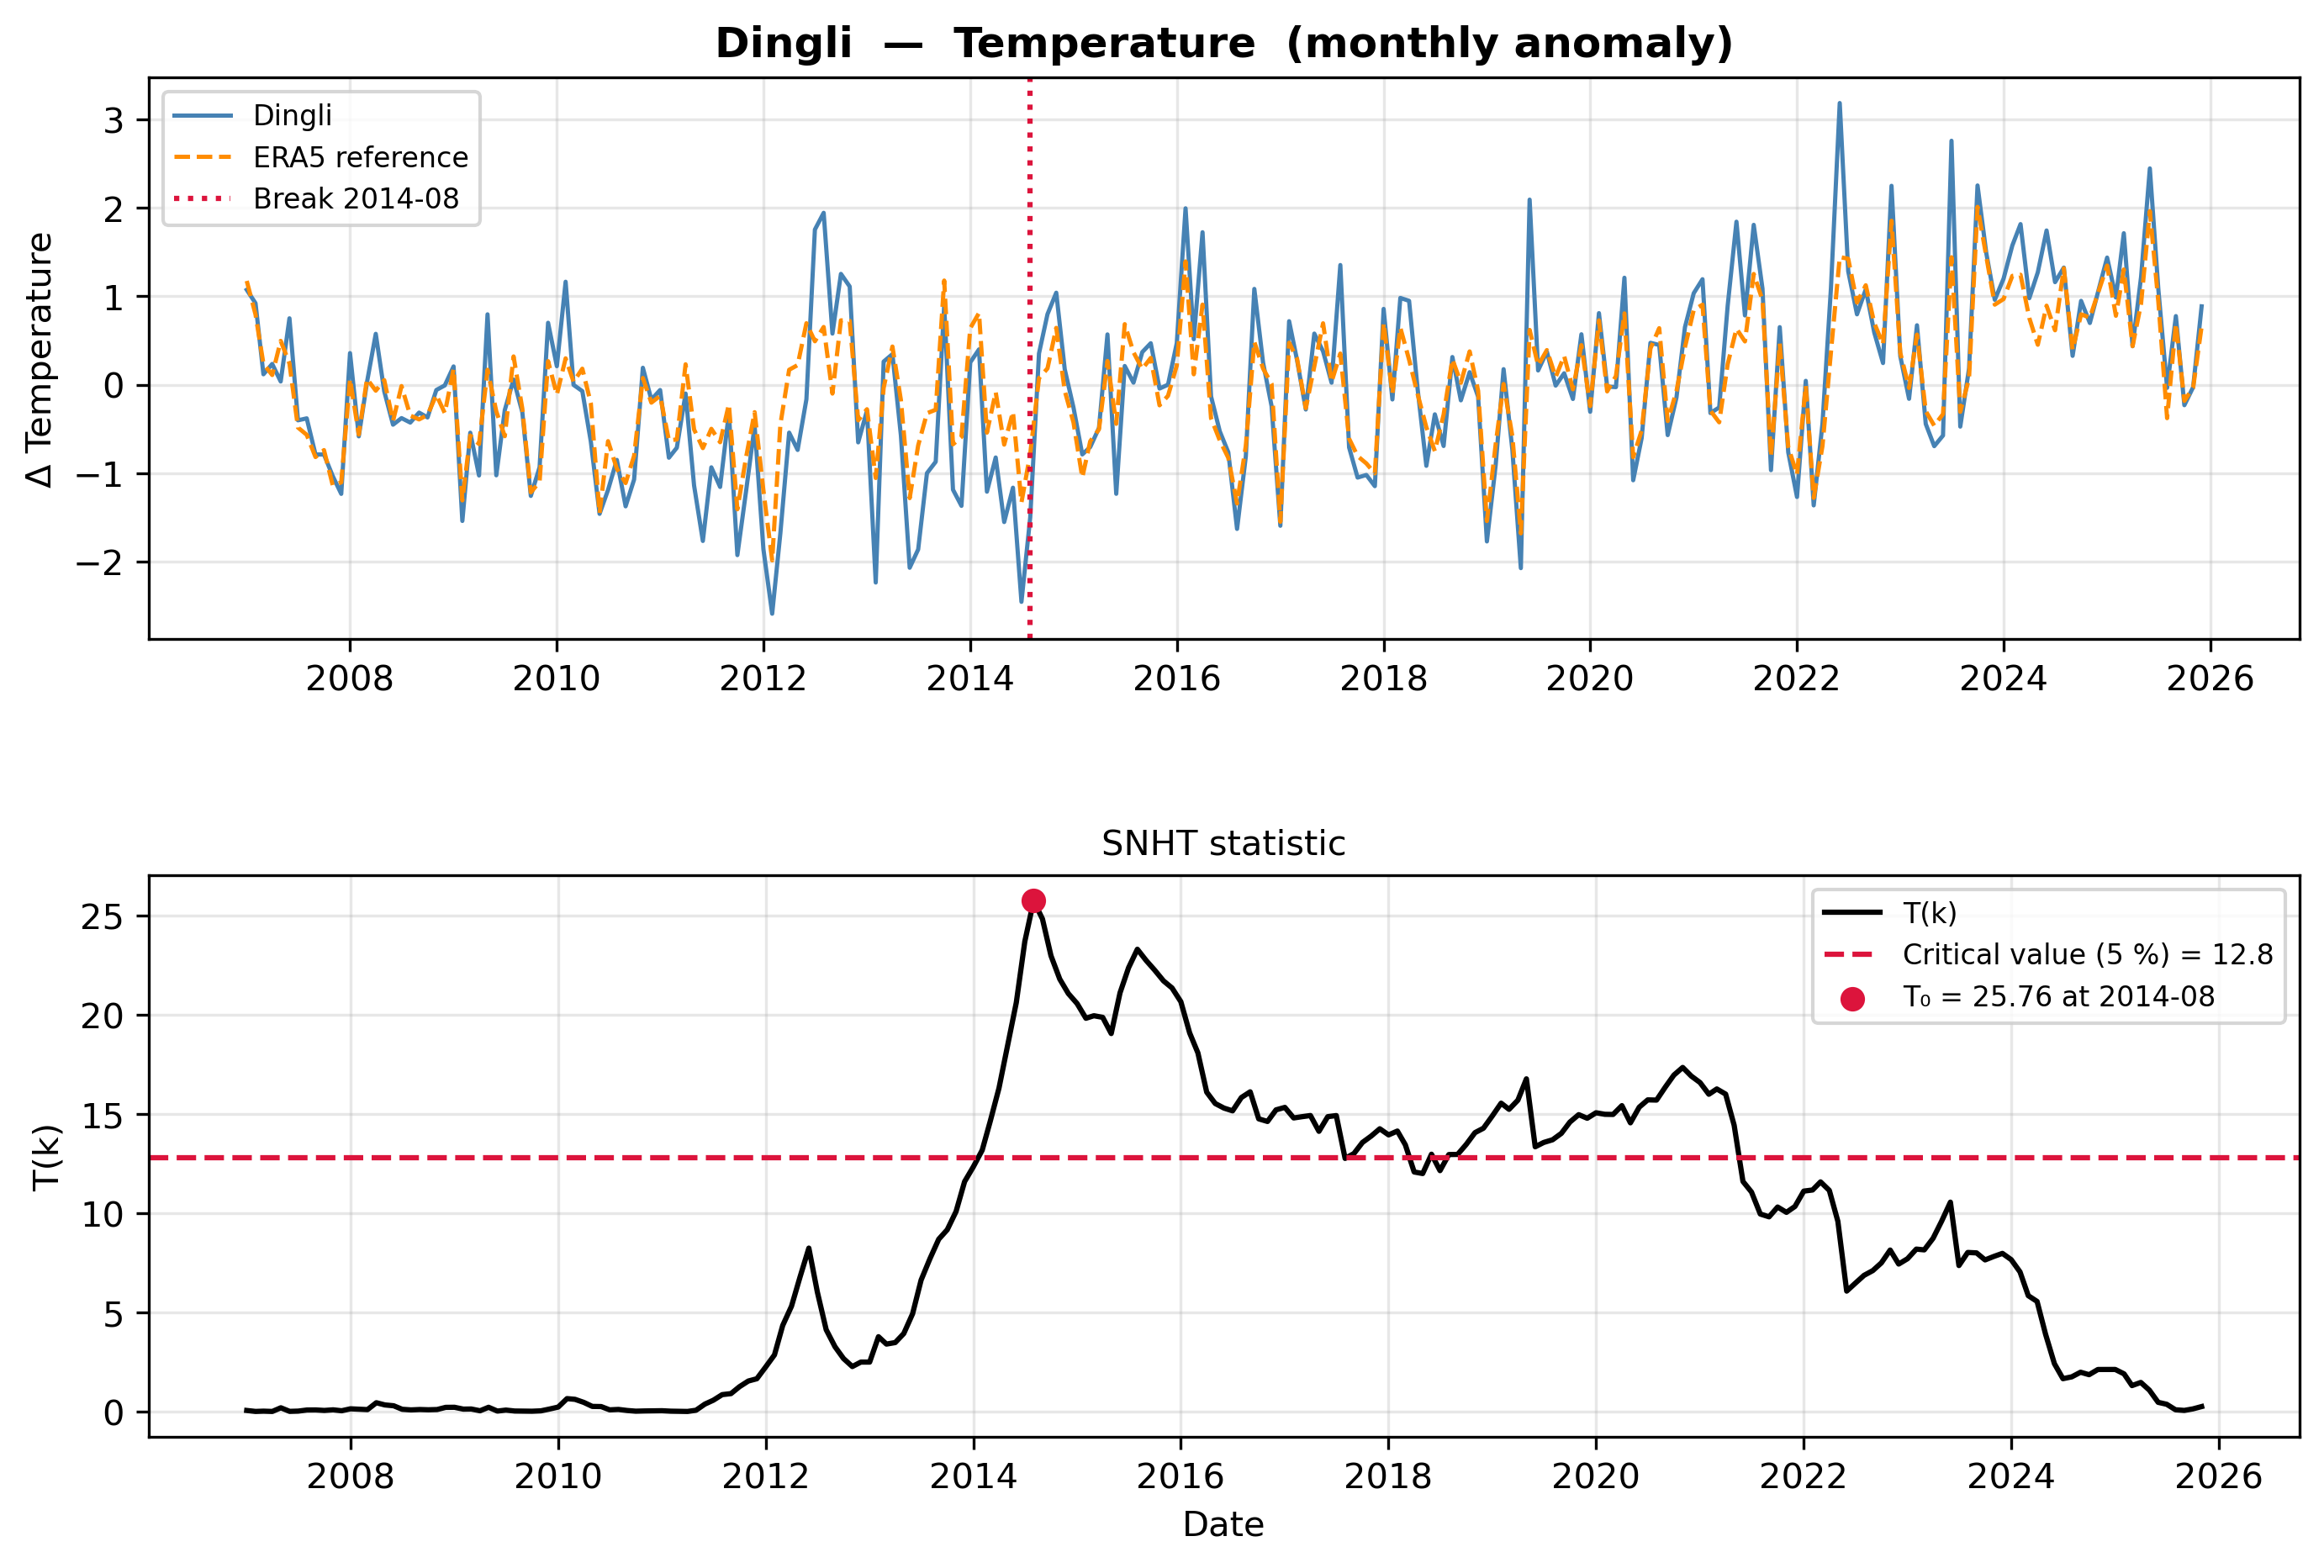 Dingli — Temperature (monthly anomaly)
Dingli
ERA5 reference
Break 2014-08
Δ Temperature
3
2
1
0
−1
−2
2008 2010 2012 2014 2016 2018 2020 2022 2024 2026
SNHT statistic
T(k)
Critical value (5 %) = 12.8
T₀ = 25.76 at 2014-08
T(k)
25
20
15
10
5
0
2008 2010 2012 2014 2016 2018 2020 2022 2024 2026
Date